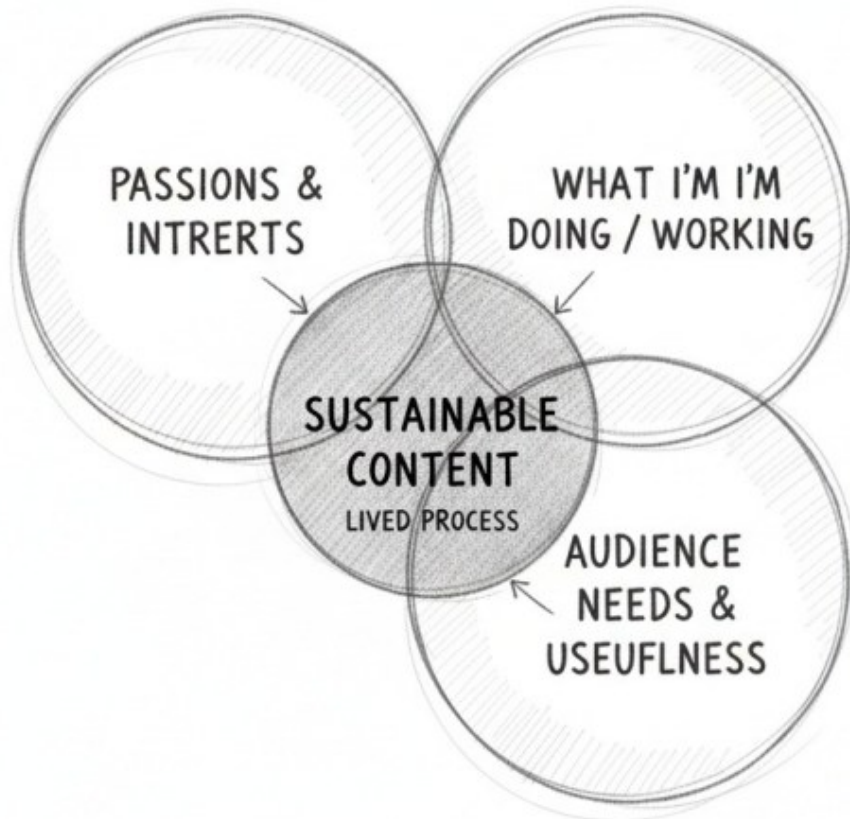 PASSIONS &
INTRERTS
WHAT I'M I'M
DOING / WORKING
SUSTAINABLE
CONTENT
LIVED PROCESS
AUDIENCE
NEEDS &
USEUFLNESS